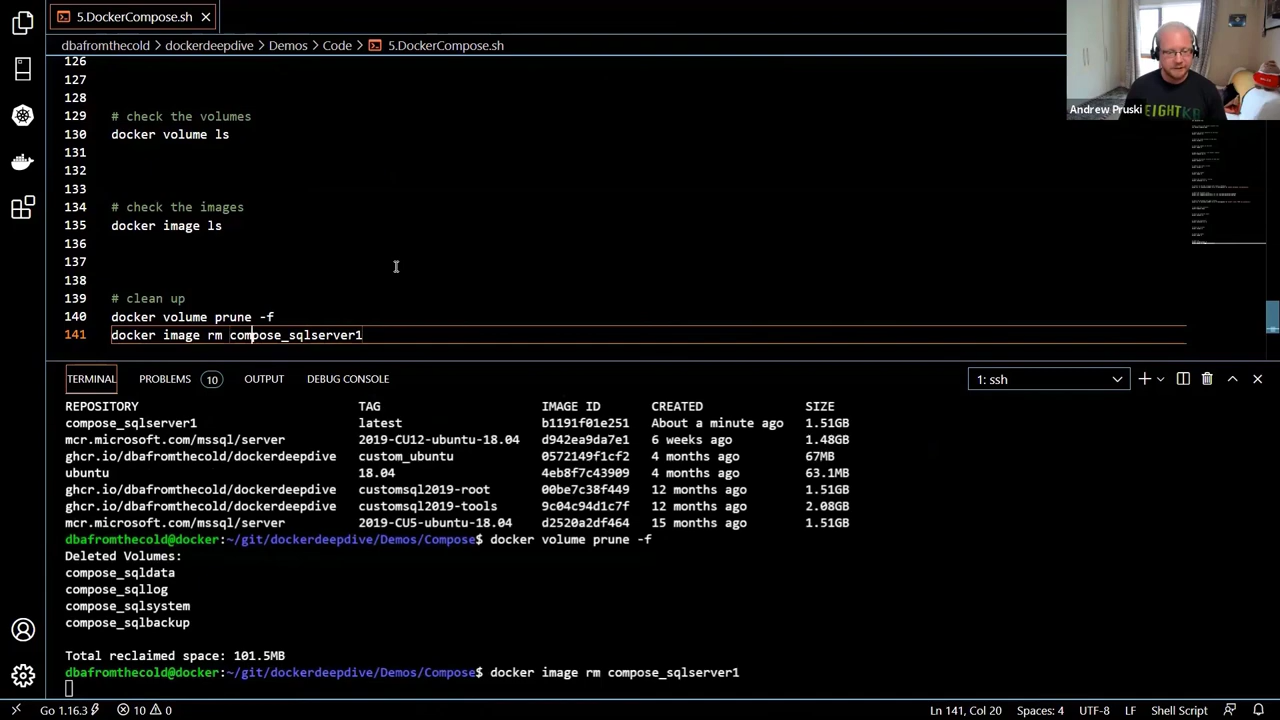 5.DockerCompose.sh
dbafromthecold > dockerdeepdive > Demos > Code > 5.DockerCompose.sh
126
127
128
129 # check the volumes
130 docker volume ls
131
132
133
134 # check the images
135 docker image ls
136
137
138
139 # clean up
140 docker volume prune -f
141 docker image rm compose_sqlserver1
Andrew Pruski
EIGHTKB
TERMINAL PROBLEMS 10 OUTPUT DEBUG CONSOLE 1: ssh
REPOSITORY TAG IMAGE ID CREATED SIZE
compose_sqlserver1 latest b1191f01e251 About a minute ago 1.51GB
mcr.microsoft.com/mssql/server 2019-CU12-ubuntu-18.04 d942ea9da7e1 6 weeks ago 1.48GB
ghcr.io/dbafromthecold/dockerdeepdive custom_ubuntu 0572149f1cf2 4 months ago 67MB
ubuntu 18.04 4eb8f7c43909 4 months ago 63.1MB
ghcr.io/dbafromthecold/dockerdeepdive customsql2019-root 00be7c38f449 12 months ago 1.51GB
ghcr.io/dbafromthecold/dockerdeepdive customsql2019-tools 9c04c94d1c7f 12 months ago 2.08GB
mcr.microsoft.com/mssql/server 2019-CU5-ubuntu-18.04 d2520a2df464 15 months ago 1.51GB
dbafromthecold@docker:~/git/dockerdeepdive/Demos/Compose$ docker volume prune -f
Deleted Volumes:
compose_sqldata
compose_sqllog
compose_sqlsystem
compose_sqlbackup
Total reclaimed space: 101.5MB
dbafromthecold@docker:~/git/dockerdeepdive/Demos/Compose$ docker image rm compose_sqlserver1
Go 1.16.3 10 0 Ln 141, Col 20 Spaces: 4 UTF-8 LF Shell Script